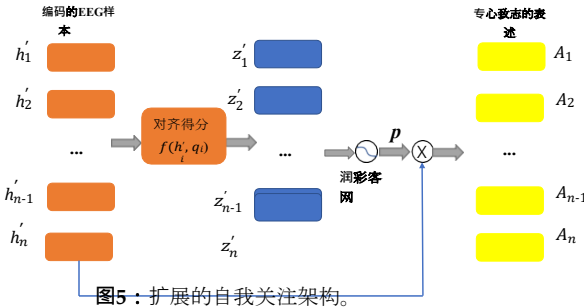 编码的EEG样
本
专心致志的表
述
h′1
z′1
A1
h′2
z′2
A2
对齐得分
f(h′i, qi)
...
...
p
X
...
润彩客
网
h′n-1
z′n-1
An-1
h′n
z′n
An
图5：扩展的自我关注架构。